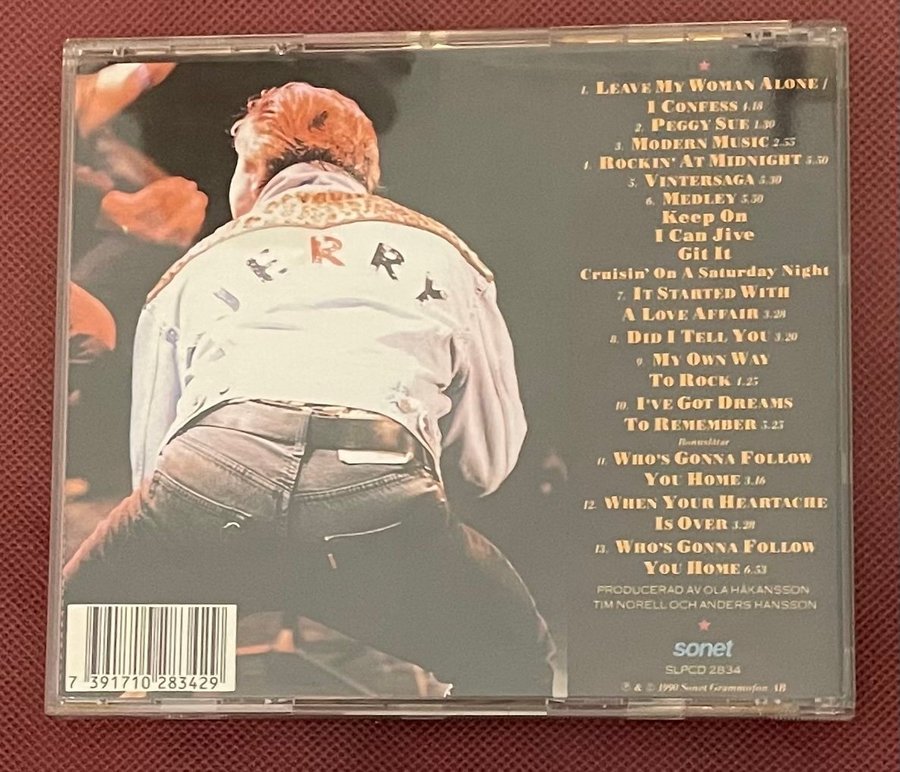 JERRY
1. LEAVE MY WOMAN ALONE /
I CONFESS 4.18
2. PEGGY SUE 1.30
3. MODERN MUSIC 2.55
4. ROCKIN' AT MIDNIGHT 5.50
5. VINTERSAGA 5.30
6. MEDLEY 5.50
Keep On
I Can Jive
Git It
Cruisin' On A Saturday Night
7. IT STARTED WITH
A LOVE AFFAIR 3.28
8. DID I TELL YOU 3.20
9. MY OWN WAY
TO ROCK 4.25
10. I'VE GOT DREAMS
TO REMEMBER 5.25
Bonuslåtar
11. WHO'S GONNA FOLLOW
YOU HOME 3.16
12. WHEN YOUR HEARTACHE
IS OVER 3.28
13. WHO'S GONNA FOLLOW
YOU HOME 6.53
PRODUCERAD AV OLA HÅKANSSON
TIM NORELL OCH ANDERS HANSSON
sonet
SLPCD 2834
℗ & © 1990 Sonet Grammofon AB
7 391710 283429